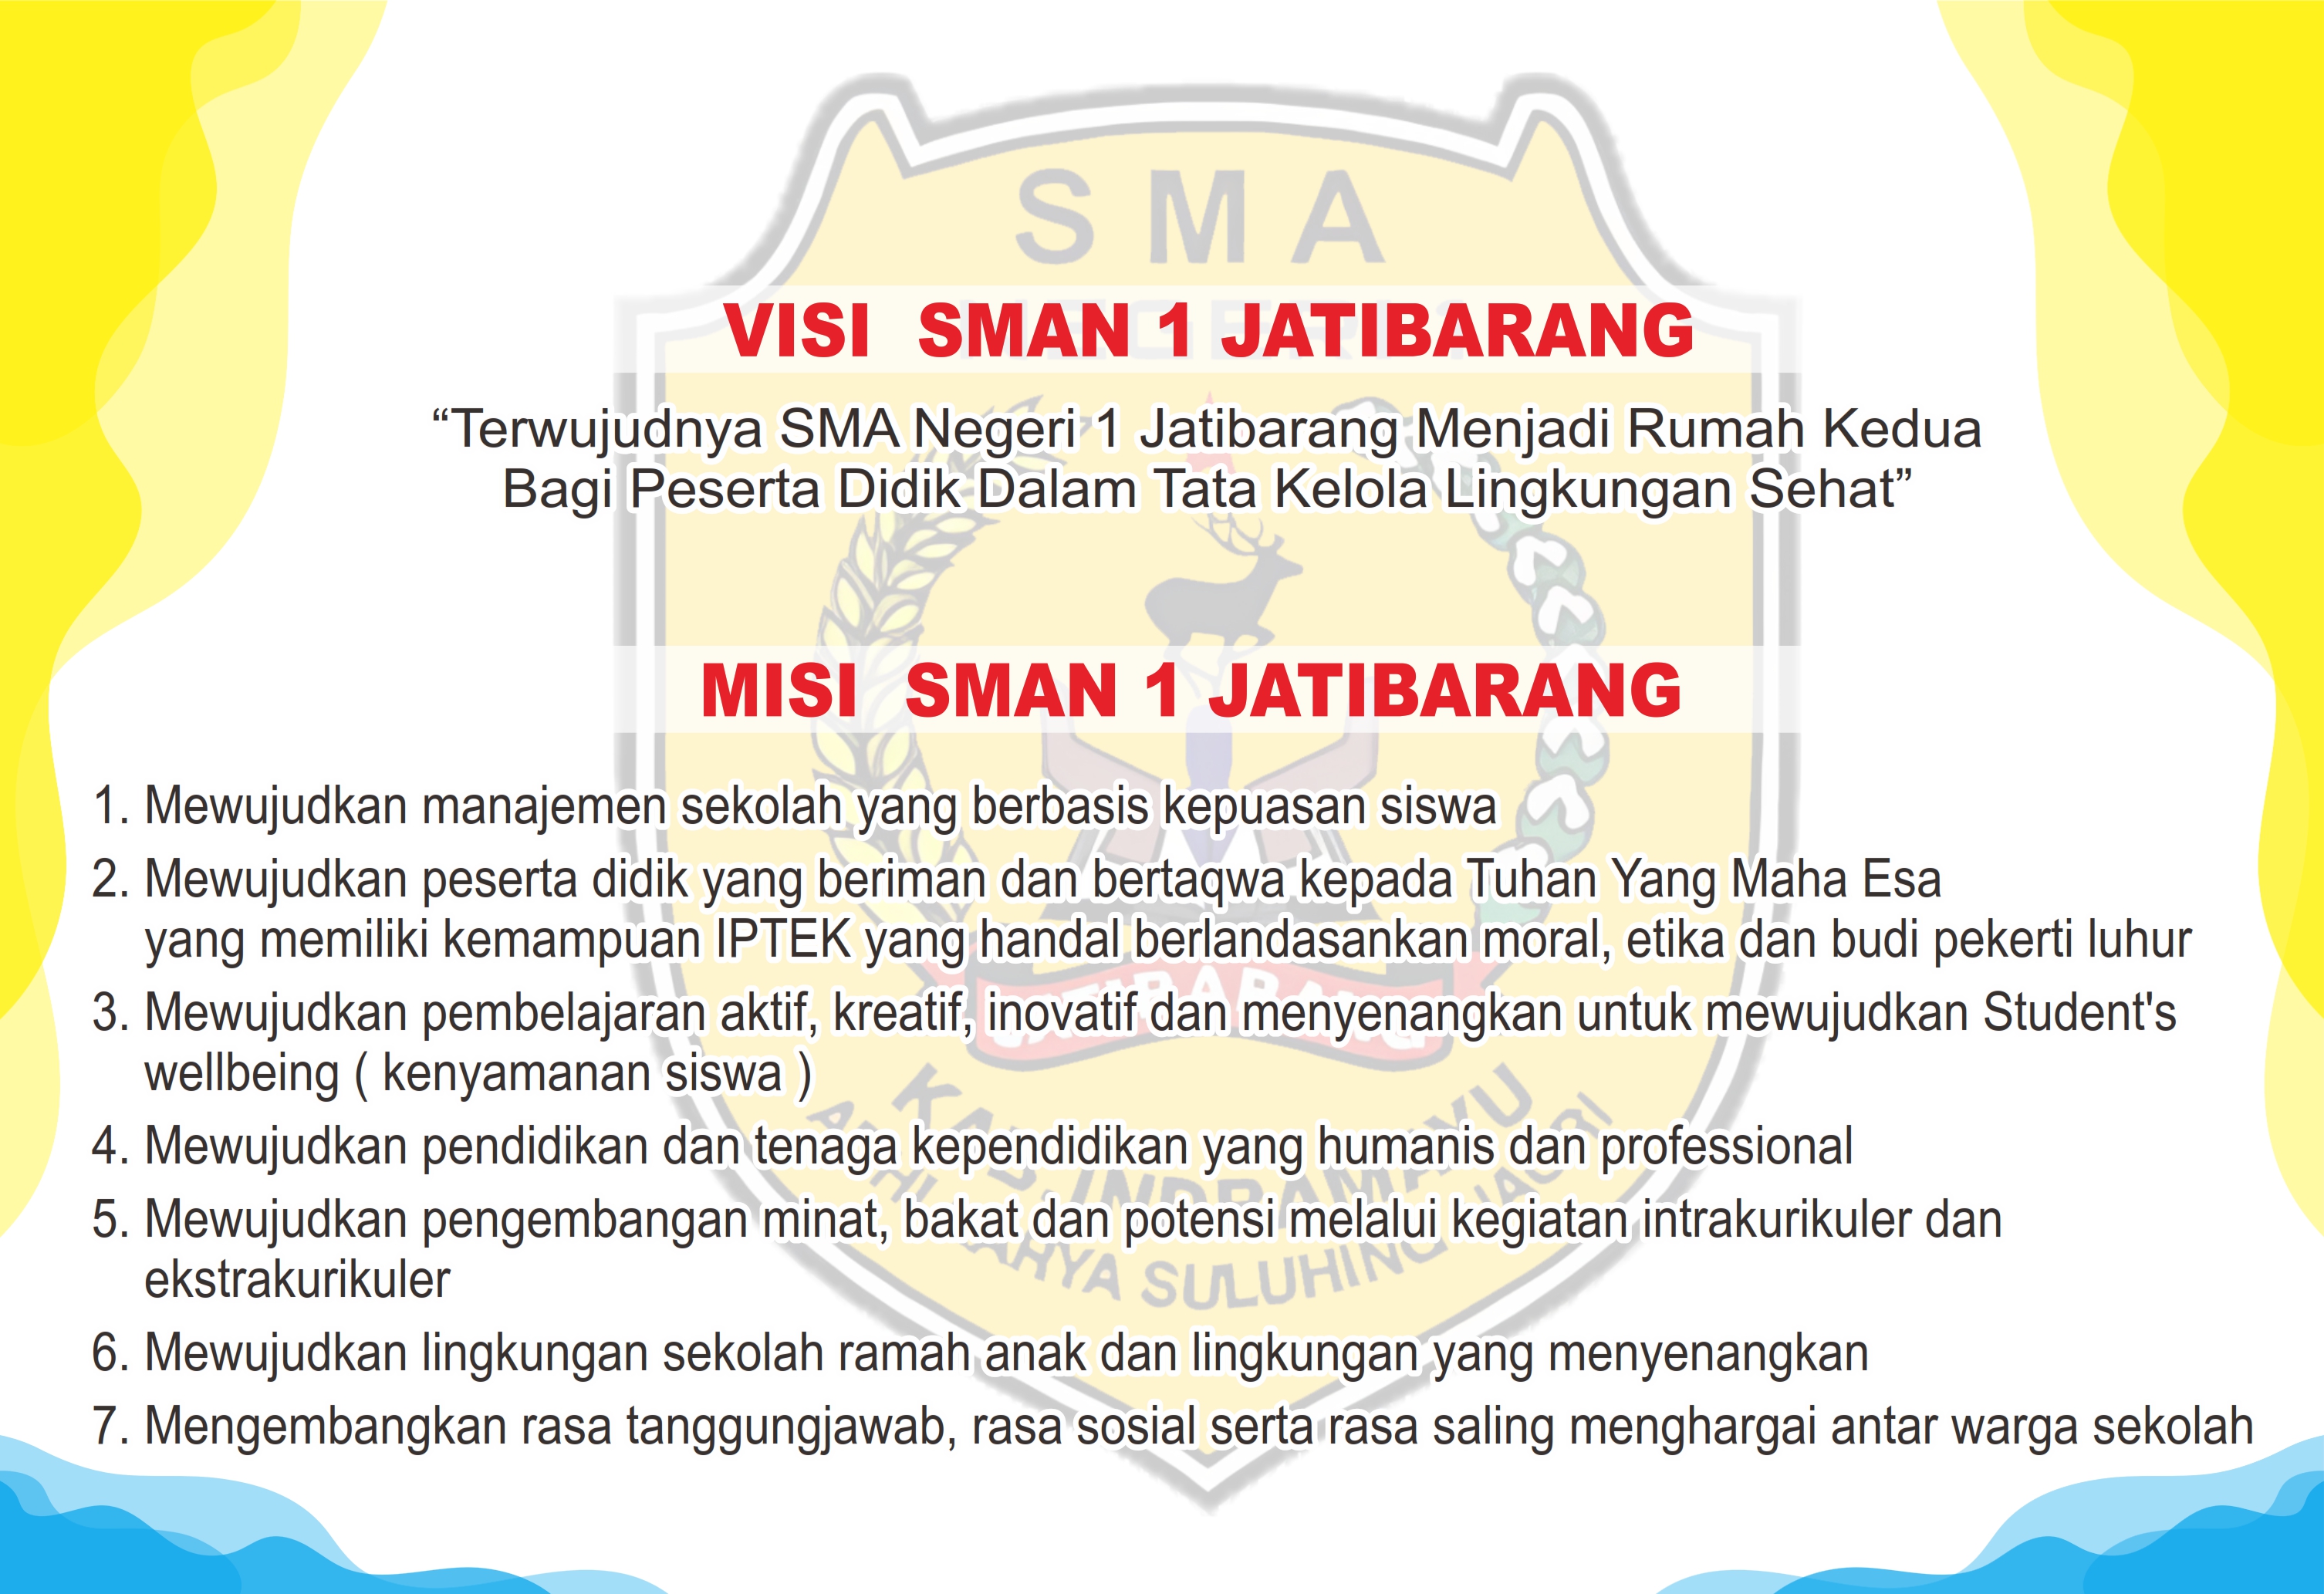 SMA
VISI SMAN 1 JATIBARANG
“Terwujudnya SMA Negeri 1 Jatibarang Menjadi Rumah Kedua
Bagi Peserta Didik Dalam Tata Kelola Lingkungan Sehat”
MISI SMAN 1 JATIBARANG
1. Mewujudkan manajemen sekolah yang berbasis kepuasan siswa
2. Mewujudkan peserta didik yang beriman dan bertaqwa kepada Tuhan Yang Maha Esa
yang memiliki kemampuan IPTEK yang handal berlandasankan moral, etika dan budi pekerti luhur
3. Mewujudkan pembelajaran aktif, kreatif, inovatif dan menyenangkan untuk mewujudkan Student's
wellbeing ( kenyamanan siswa )
4. Mewujudkan pendidikan dan tenaga kependidikan yang humanis dan professional
5. Mewujudkan pengembangan minat, bakat dan potensi melalui kegiatan intrakurikuler dan
ekstrakurikuler
6. Mewujudkan lingkungan sekolah ramah anak dan lingkungan yang menyenangkan
7. Mengembangkan rasa tanggungjawab, rasa sosial serta rasa saling menghargai antar warga sekolah
JATIBARANG
KAB. INDRAMAYU
SULUHING